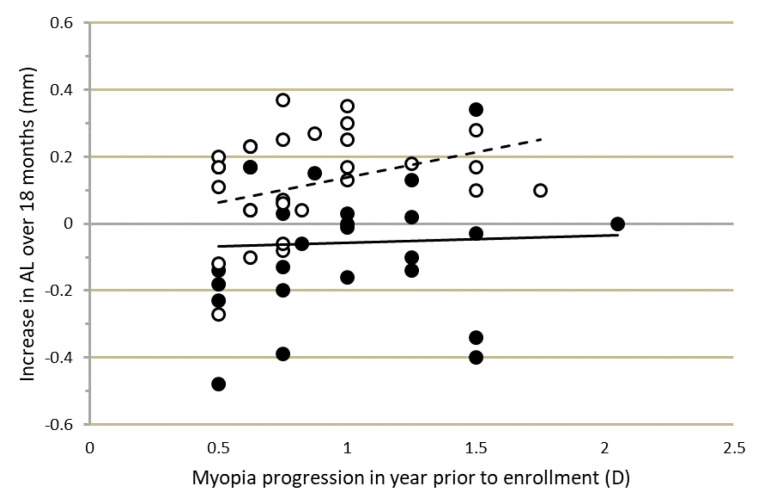 0.6
0.4
0.2
0
-0.2
-0.4
-0.6
Increase in AL over 18 months (mm)
0 0.5 1 1.5 2 2.5
Myopia progression in year prior to enrollment (D)